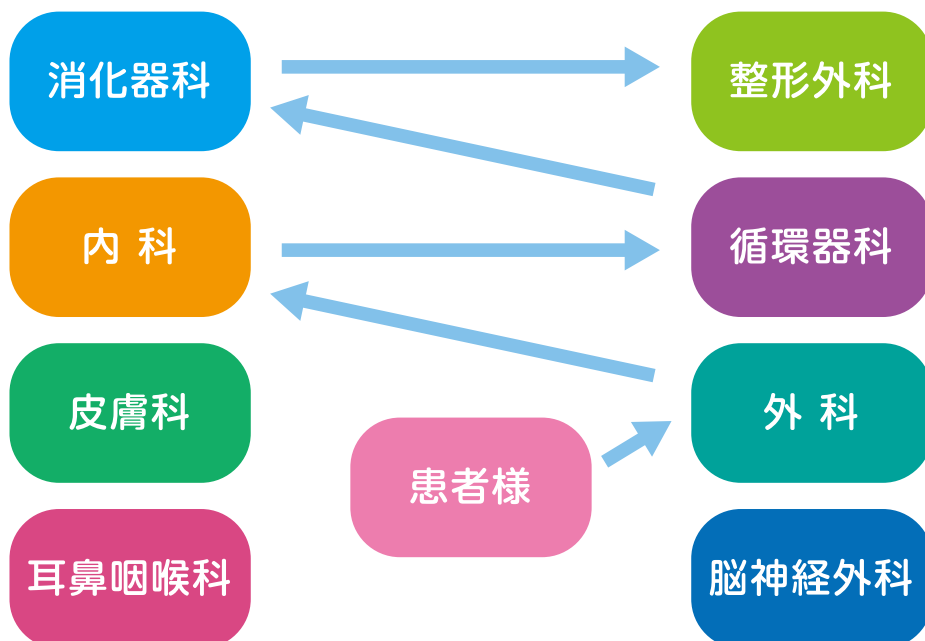 消化器科
整形外科
内 科
循環器科
皮膚科
外 科
患者様
耳鼻咽喉科
脳神経外科